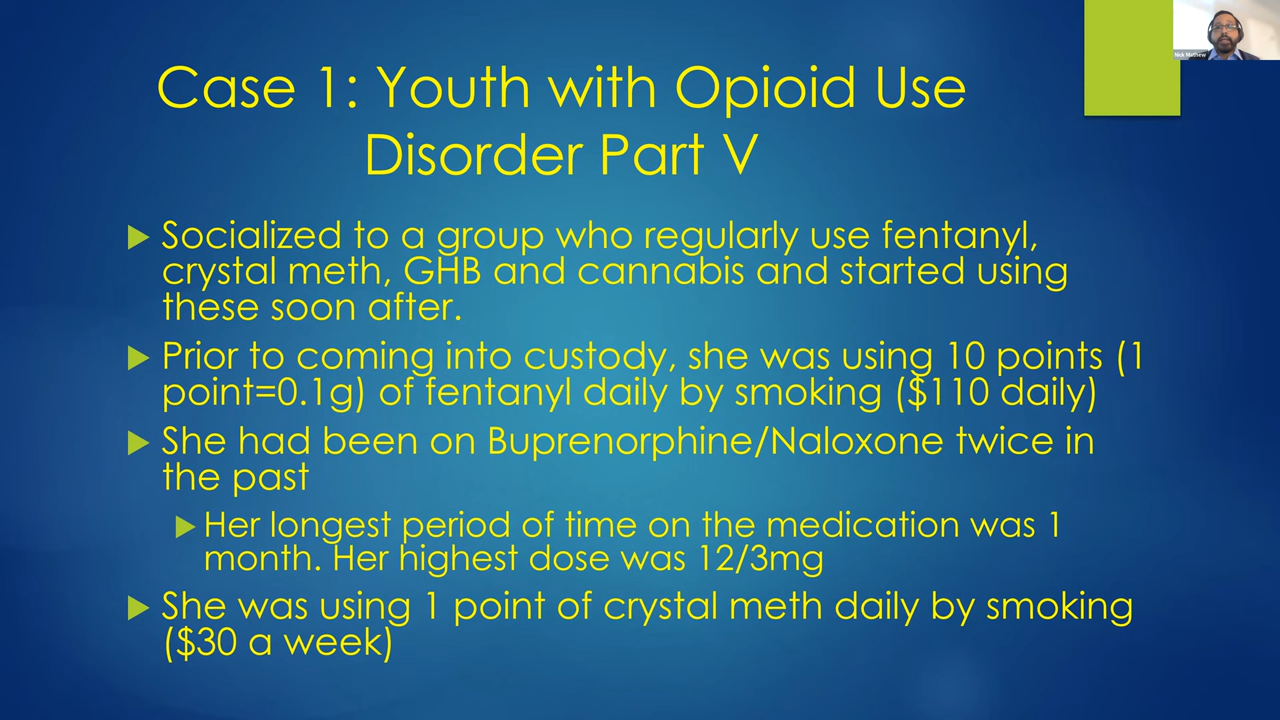 Case 1: Youth with Opioid Use
Disorder Part V
Socialized to a group who regularly use fentanyl,
crystal meth, GHB and cannabis and started using
these soon after.
Prior to coming into custody, she was using 10 points (1
point=0.1g) of fentanyl daily by smoking ($110 daily)
She had been on Buprenorphine/Naloxone twice in
the past
Her longest period of time on the medication was 1
month. Her highest dose was 12/3mg
She was using 1 point of crystal meth daily by smoking
($30 a week)
Nick Mathew